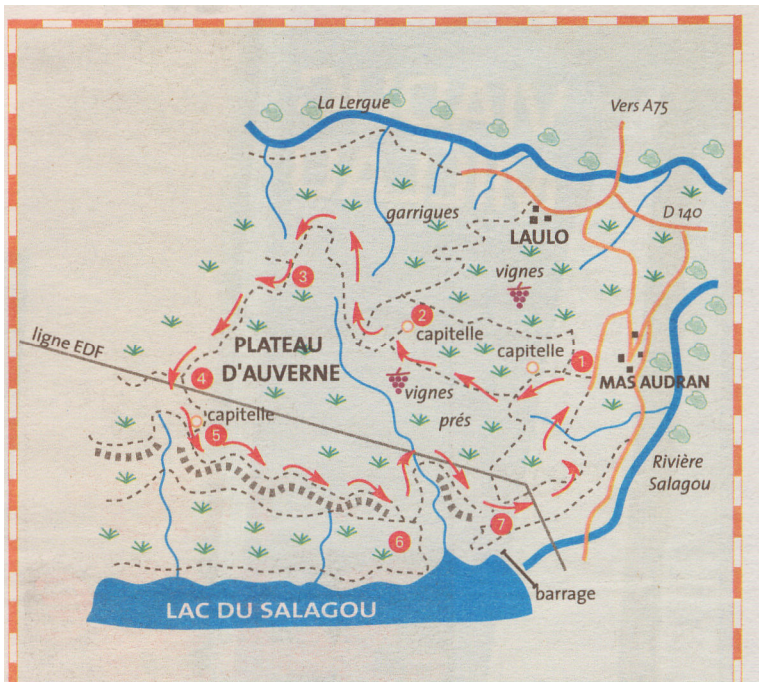 La Lergue
Vers A75
garrigues
D 140
LAULO
vignes
3
2
capitelle
ligne EDF
PLATEAU
D'AUVERNE
capitelle
1
4
MAS AUDRAN
vignes
capitelle
prés
5
Rivière
Salagou
7
6
barrage
LAC DU SALAGOU